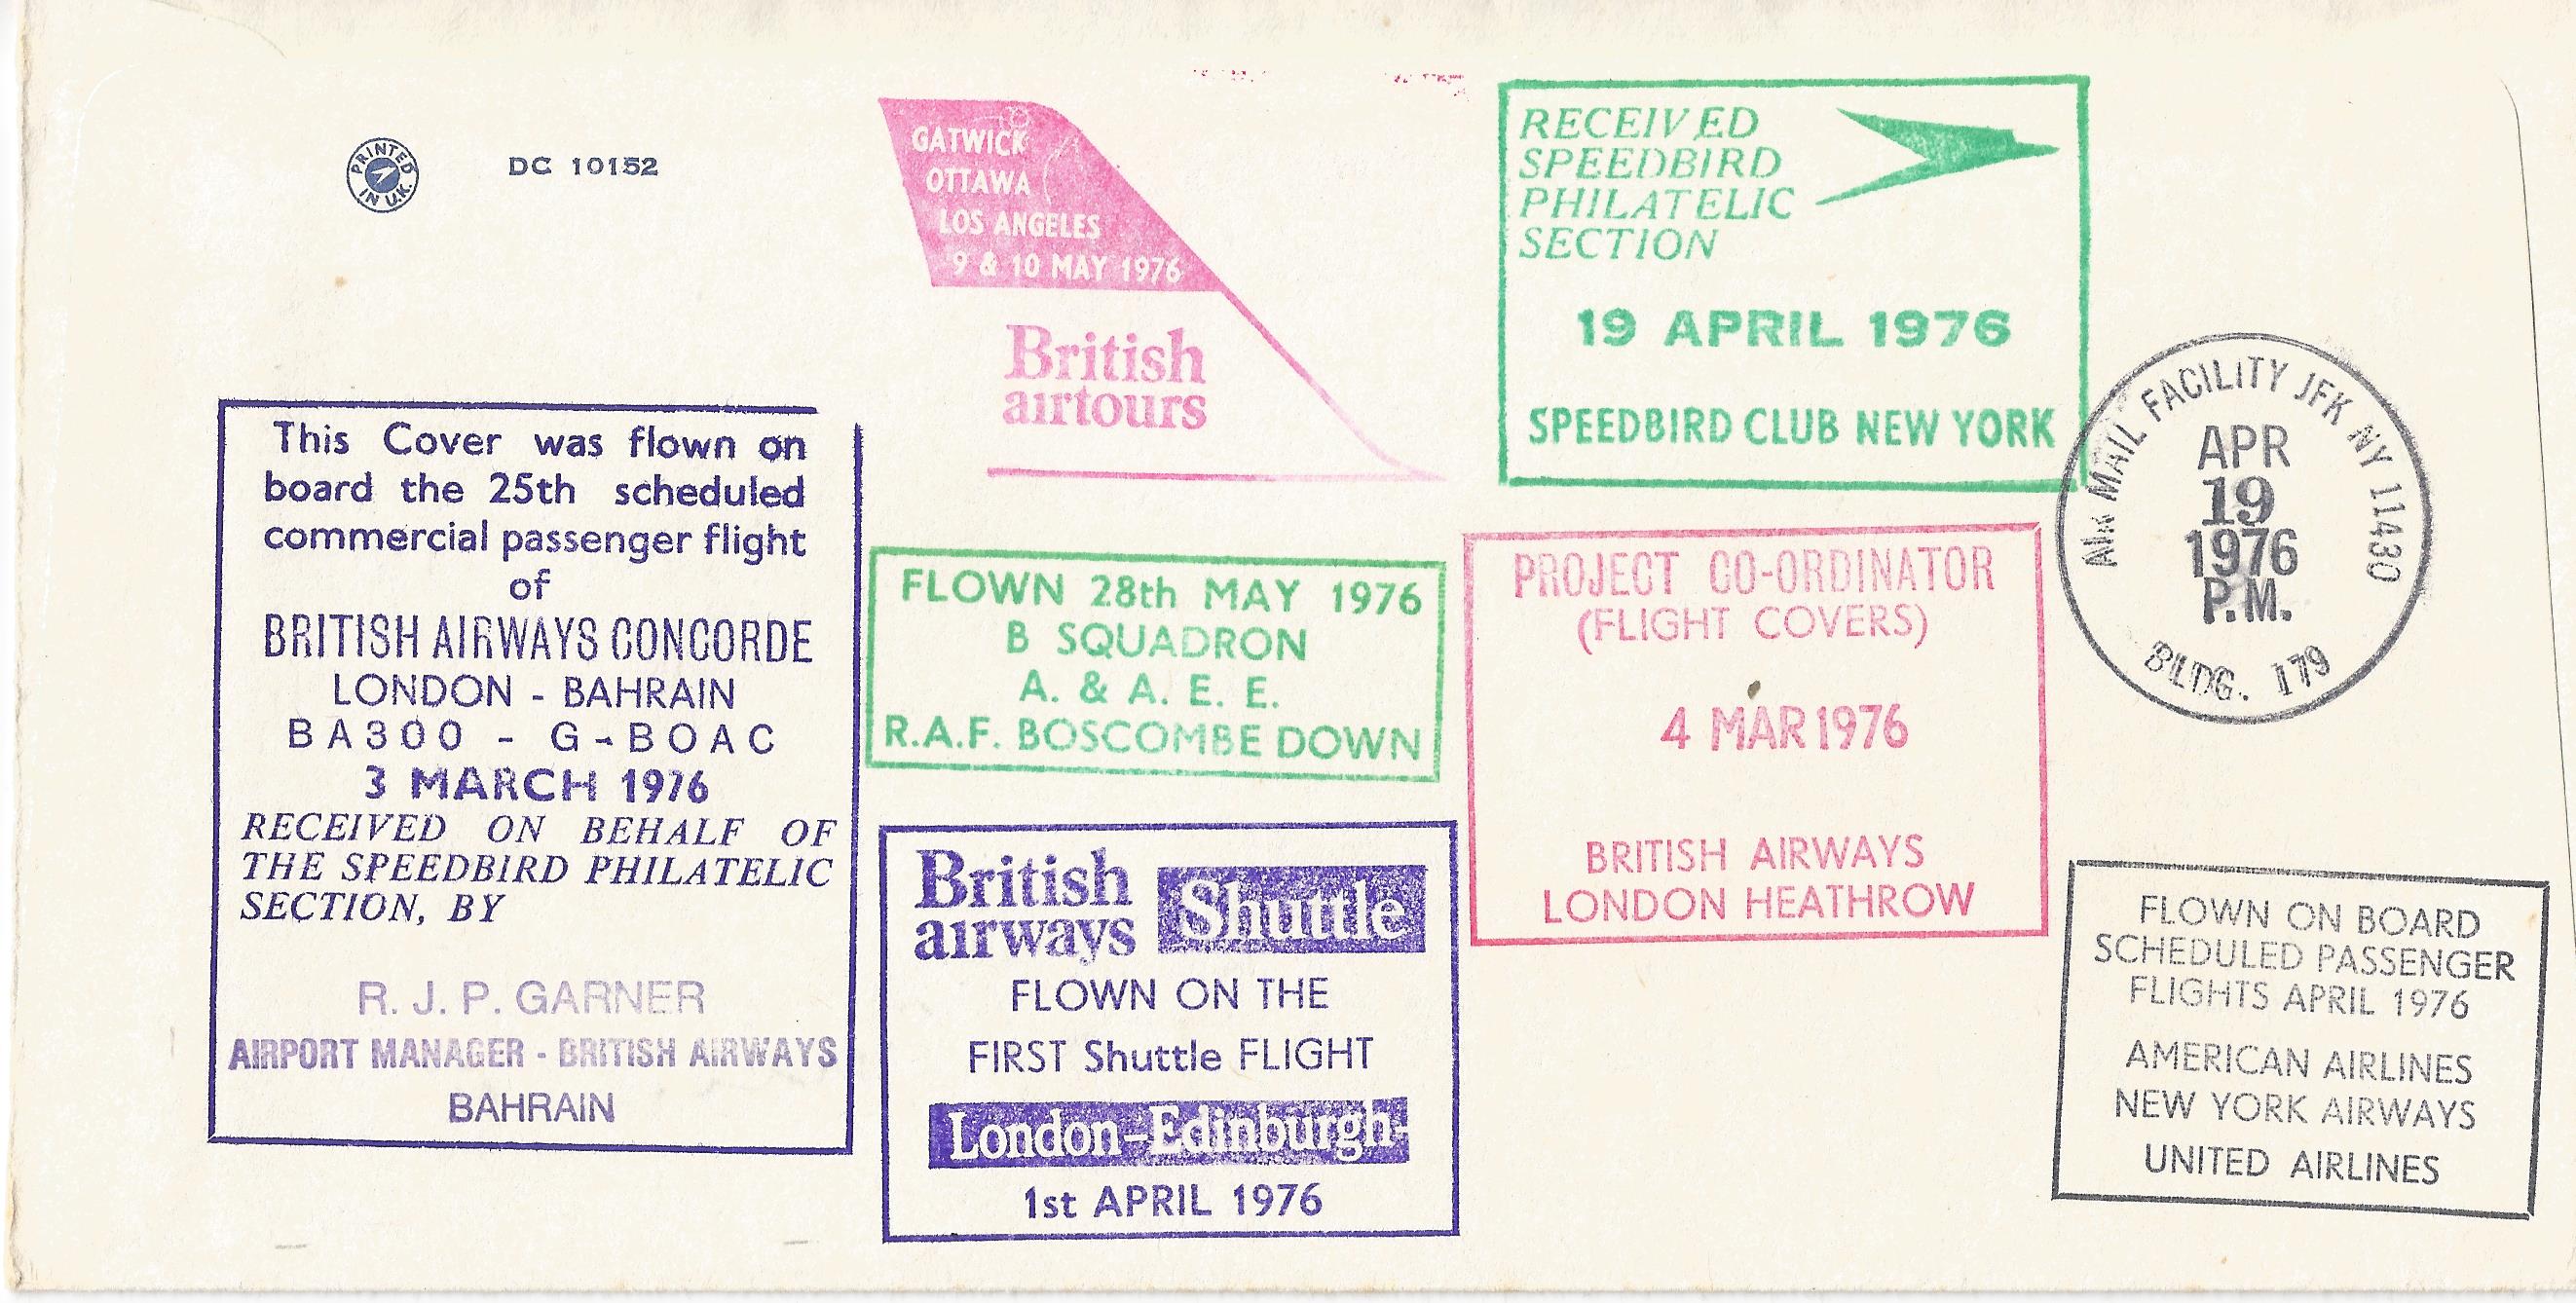 PRINTED IN U.K.
DC 10152
This Cover was flown on
board the 25th scheduled
commercial passenger flight
of
BRITISH AIRWAYS CONCORDE
LONDON - BAHRAIN
BA300 - G-BOAC
3 MARCH 1976
RECEIVED ON BEHALF OF
THE SPEEDBIRD PHILATELIC
SECTION, BY
R. J. P. GARNER
AIRPORT MANAGER - BRITISH AIRWAYS
BAHRAIN
GATWICK
OTTAWA
LOS ANGELES
9 & 10 MAY 1976
British
airtours
FLOWN 28th MAY 1976
B SQUADRON
A. & A. E. E.
R.A.F. BOSCOMBE DOWN
British
airways
Shuttle
FLOWN ON THE
FIRST Shuttle FLIGHT
London-Edinburgh-
1st APRIL 1976
RECEIVED
SPEEDBIRD
PHILATELIC
SECTION
19 APRIL 1976
SPEEDBIRD CLUB NEW YORK
PROJECT CO-ORDINATOR
(FLIGHT COVERS)
4 MAR 1976
BRITISH AIRWAYS
LONDON HEATHROW
AIR MAIL FACILITY JFK NY 11430
APR
19
1976
P.M.
BLDG. 179
FLOWN ON BOARD
SCHEDULED PASSENGER
FLIGHTS APRIL 1976
AMERICAN AIRLINES
NEW YORK AIRWAYS
UNITED AIRLINES